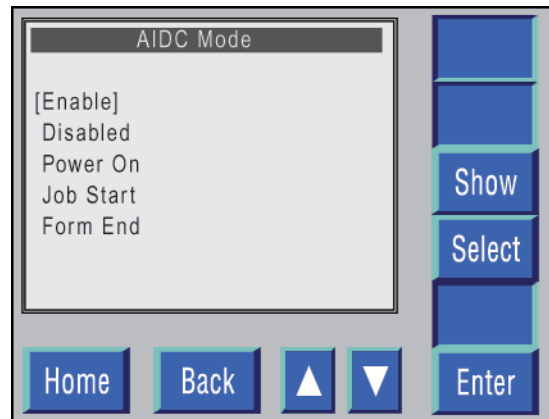 AIDC Mode
[Enable]
Disabled
Power On
Job Start
Form End
Show
Select
Home
Back
Enter